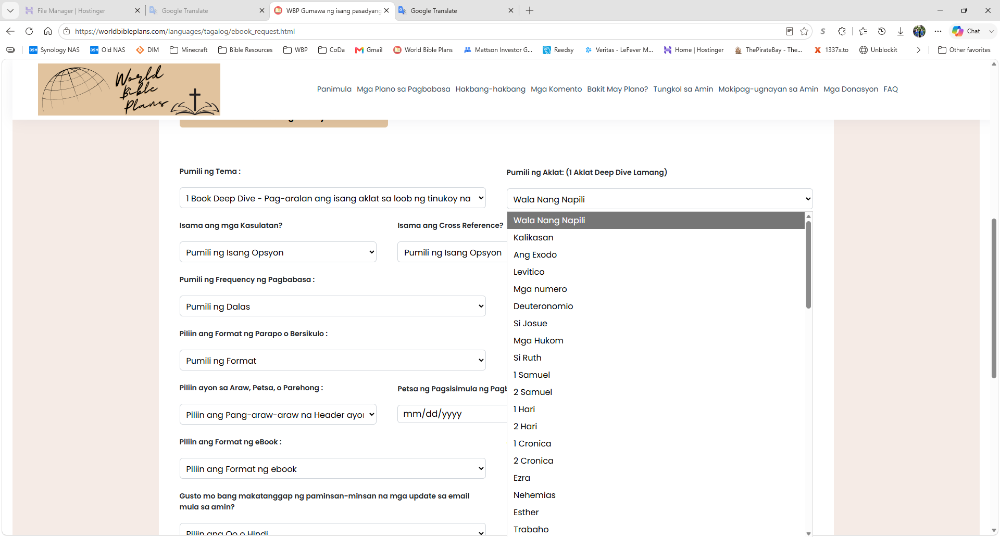 File Manager | Hostinger
Google Translate
WBP Gumawa ng isang pasadyang
Google Translate
https://worldbibleplans.com/languages/tagalog/ebook_request.html
Chat
Synology NAS
Old NAS
DIM
Minecraft
Bible Resources
WBP
CoDa
Gmail
World Bible Plans
Mattson Investor G...
Reedsy
Veritas - LeFever M...
Home | Hostinger
ThePirateBay - The...
1337x.to
Unblockit
Other favorites
World
Bible
Plans
Panimula Mga Plano sa Pagbabasa Hakbang-hakbang Mga Komento Bakit May Plano? Tungkol sa Amin Makipag-ugnayan sa Amin Mga Donasyon FAQ
Pumili ng Tema :
1 Book Deep Dive - Pag-aralan ang isang aklat sa loob ng tinukoy na
Isama ang mga Kasulatan?
Pumili ng Isang Opsyon
Isama ang Cross Reference?
Pumili ng Isang Opsyon
Pumili ng Frequency ng Pagbabasa :
Pumili ng Dalas
Piliin ang Format ng Parapo o Bersikulo :
Pumili ng Format
Piliin ayon sa Araw, Petsa, o Parehong :
Piliin ang Pang-araw-araw na Header ayon
Petsa ng Pagsisimula ng Pagb
mm/dd/yyyy
Piliin ang Format ng eBook :
Piliin ang Format ng ebook
Gusto mo bang makatanggap ng paminsan-minsan na mga update sa email
mula sa amin?
Piliin ang Oo o Hindi
Pumili ng Aklat: (1 Aklat Deep Dive Lamang)
Wala Nang Napili
Wala Nang Napili
Kalikasan
Ang Exodo
Levitico
Mga numero
Deuteronomio
Si Josue
Mga Hukom
Si Ruth
1 Samuel
2 Samuel
1 Hari
2 Hari
1 Cronica
2 Cronica
Ezra
Nehemias
Esther
Trabaho